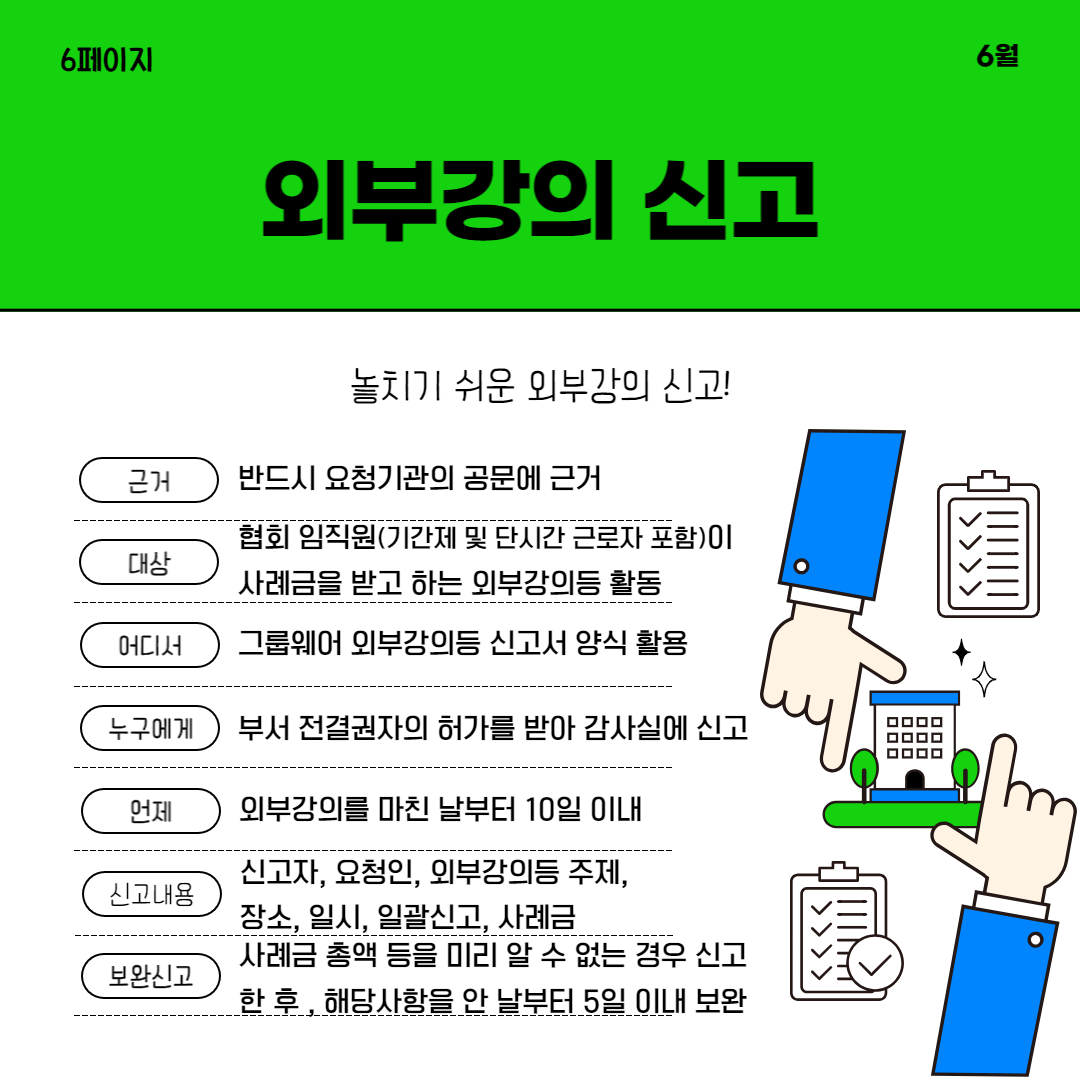 6페이지
6월
외부강의 신고
놓치기 쉬운 외부강의 신고!
근거
반드시 요청기관의 공문에 근거
대상
협회 임직원(기간제 및 단시간 근로자 포함)이
사례금을 받고 하는 외부강의등 활동
어디서
그룹웨어 외부강의등 신고서 양식 활용
누구에게
부서 전결권자의 허가를 받아 감사실에 신고
언제
외부강의를 마친 날부터 10일 이내
신고내용
신고자, 요청인, 외부강의등 주제,
장소, 일시, 일괄신고, 사례금
보완신고
사례금 총액 등을 미리 알 수 없는 경우 신고
한 후 , 해당사항을 안 날부터 5일 이내 보완